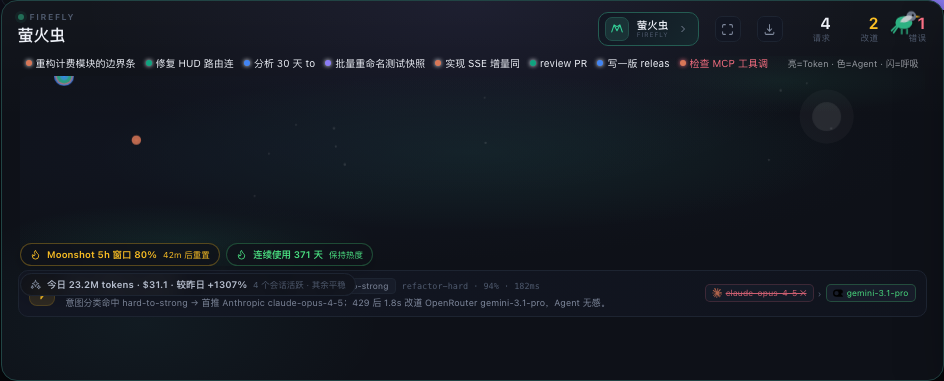 FIREFLY
萤火虫
萤火虫
FIREFLY
4
请求
2
改道
1
错误
重构计费模块的边界条
修复 HUD 路由连
分析 30 天 to
批量重命名测试快照
实现 SSE 增量同
review PR
写一版 releas
检查 MCP 工具调
亮=Token · 色=Agent · 闪=呼吸
Moonshot 5h 窗口 80% 42m 后重置
连续使用 371 天 保持热度
今日 23.2M tokens · $31.1 · 较昨日 +1307% 4 个会话活跃 · 其余平稳
o-strong refactor-hard · 94% · 182ms
意图分类命中 hard-to-strong → 首推 Anthropic claude-opus-4-5；429 后 1.8s 改道 OpenRouter gemini-3.1-pro，Agent 无感。
claude-opus-4-5 ✕ › gemini-3.1-pro